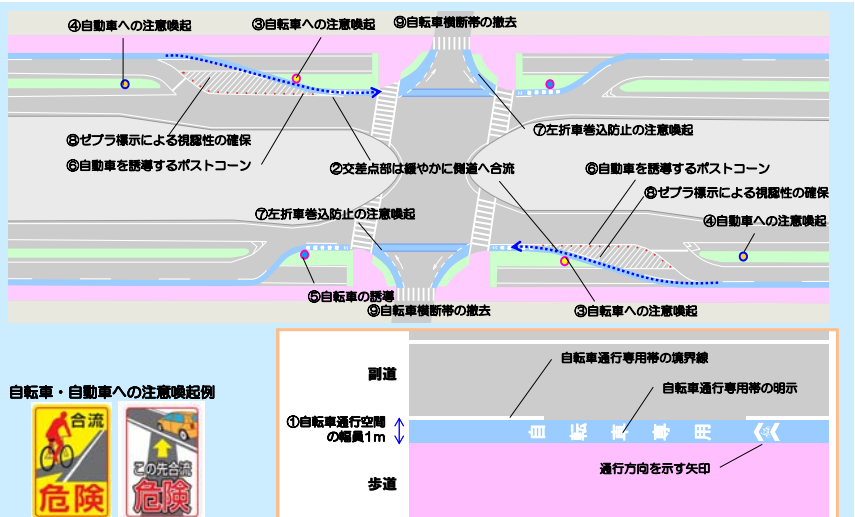 ④自動車への注意喚起
③自転車への注意喚起
⑨自転車横断帯の撤去
⑧ゼブラ標示による視認性の確保
⑥自動車を誘導するポストコーン
②交差点部は緩やかに側道へ合流
⑦左折車巻込防止の注意喚起
⑥自動車を誘導するポストコーン
⑧ゼブラ標示による視認性の確保
④自動車への注意喚起
⑦左折車巻込防止の注意喚起
⑤自転車の誘導
⑨自転車横断帯の撤去
③自転車への注意喚起
自転車・自動車への注意喚起例
合流
危険
この先合流
危険
副道
自転車通行専用帯の境界線
自転車通行専用帯の明示
①自転車通行空間
の幅員1m
自転車専用
通行方向を示す矢印
歩道